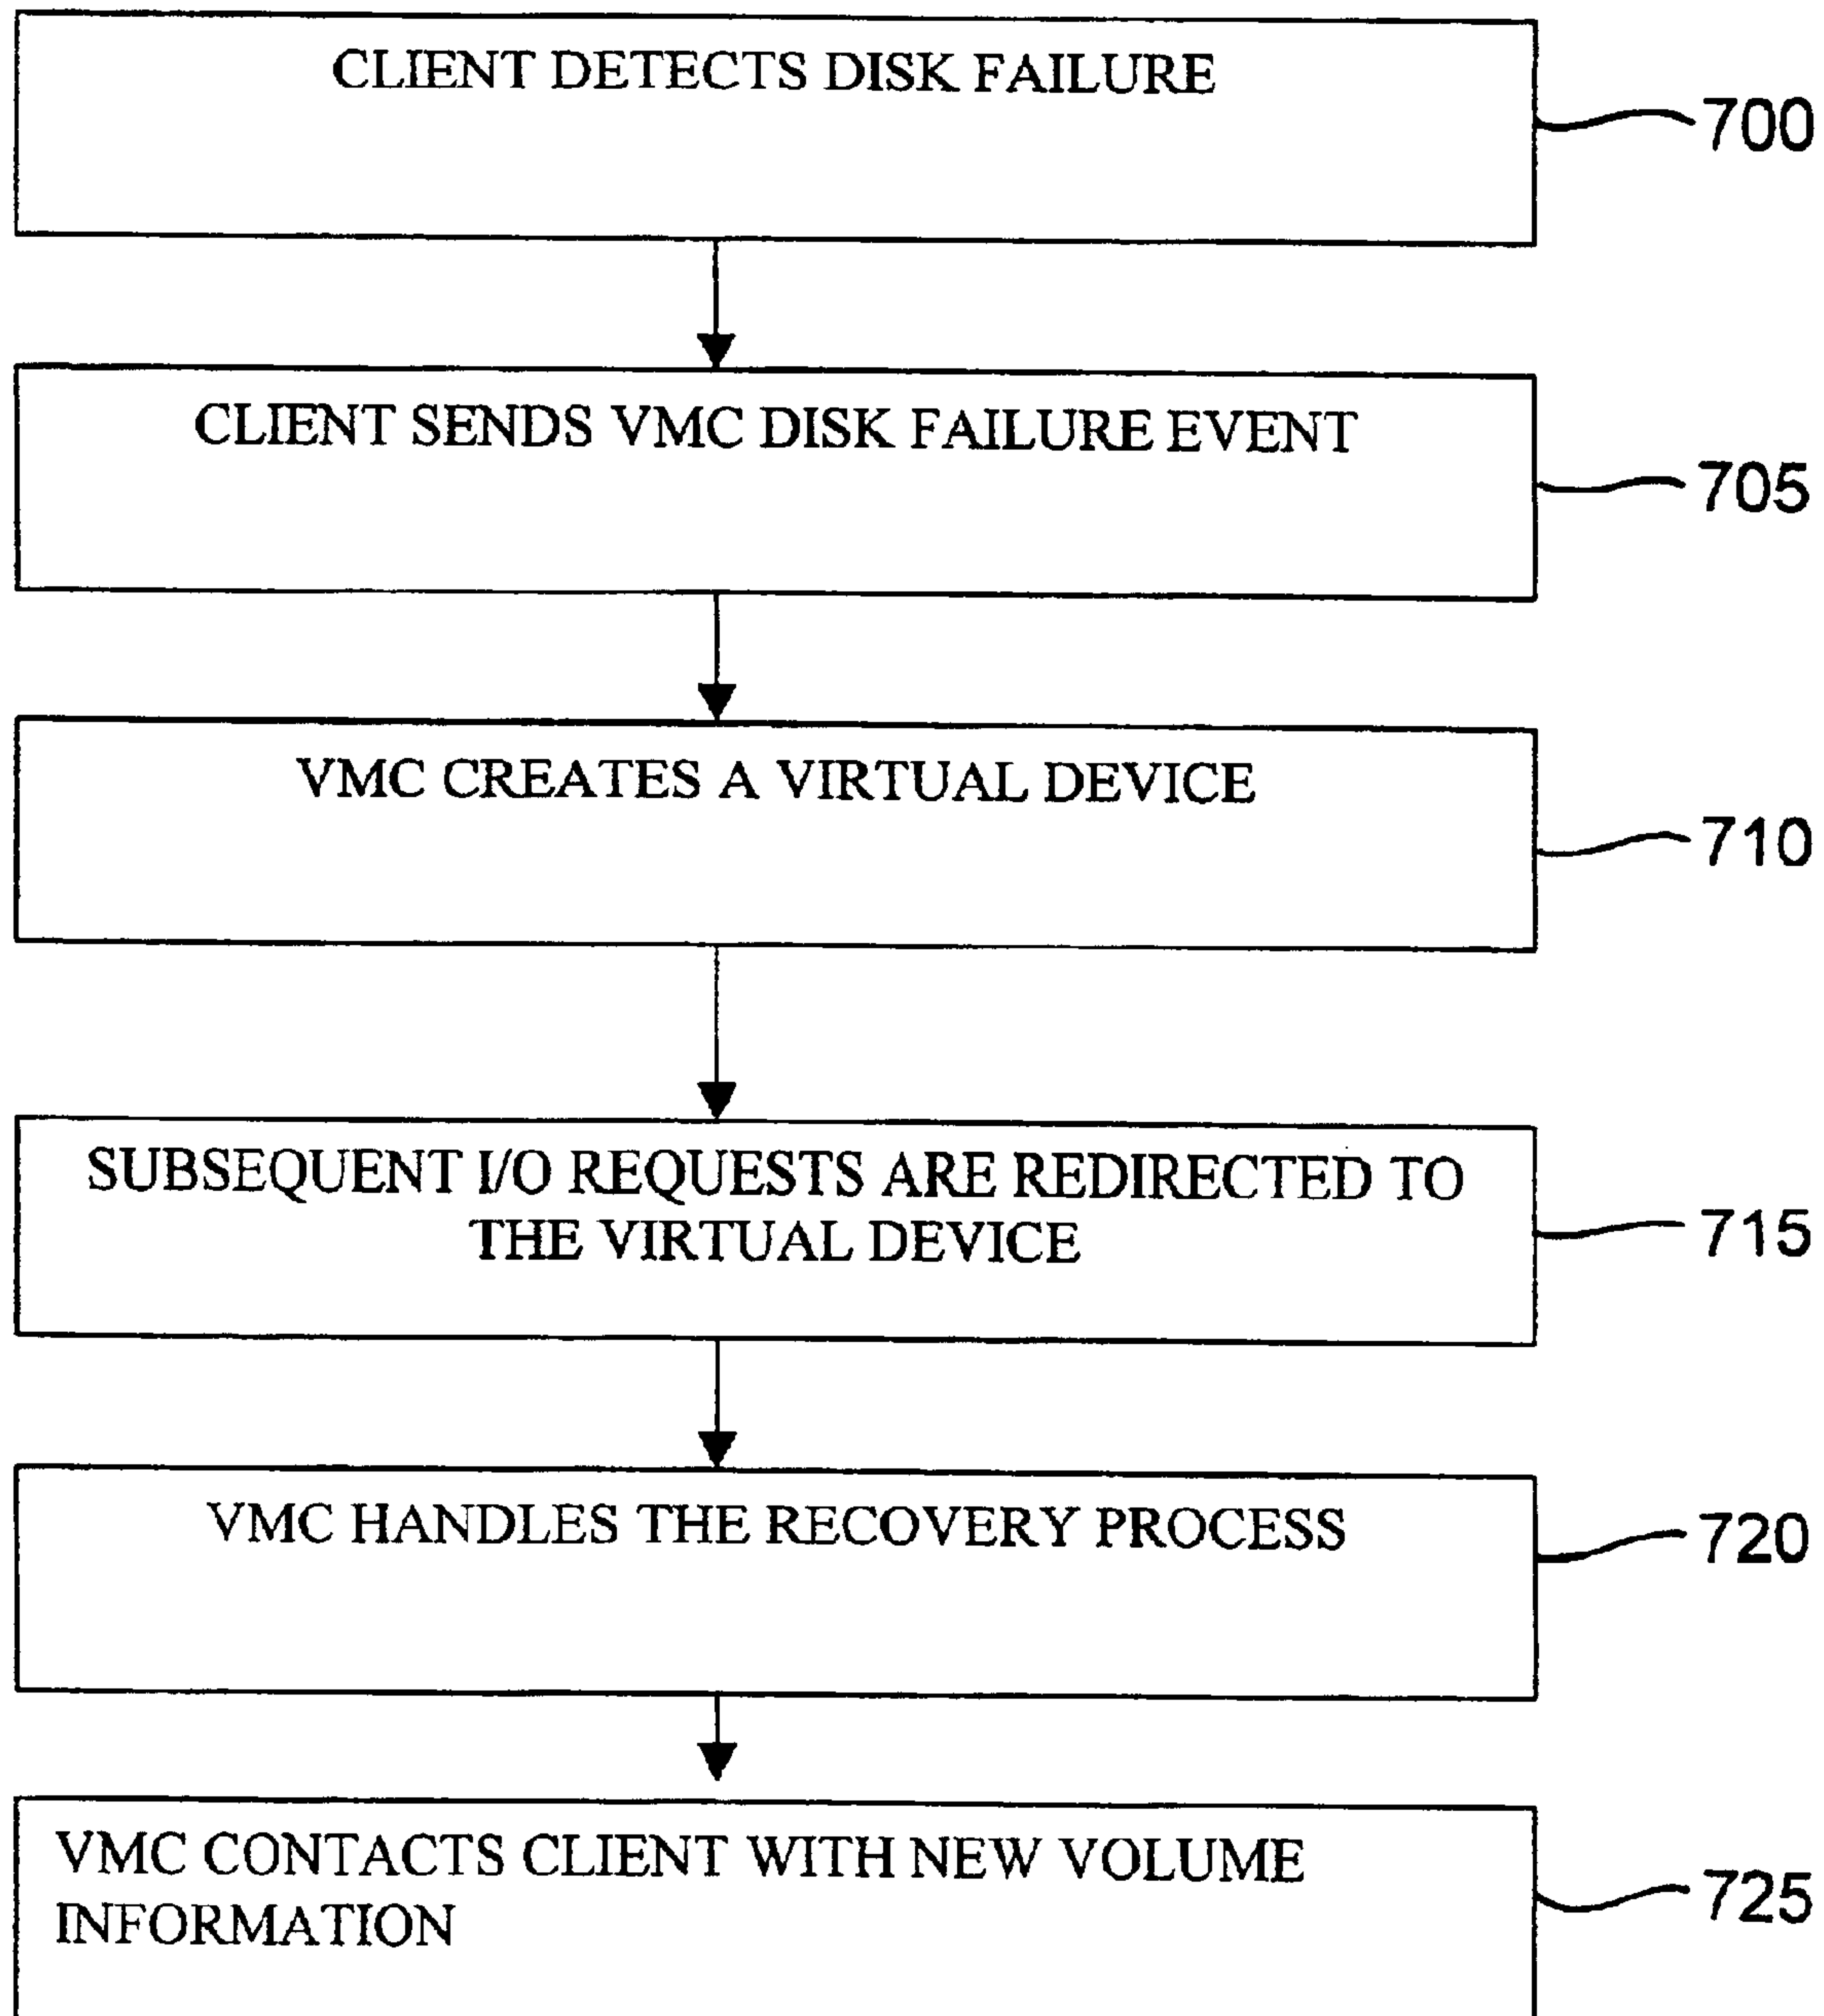 CLIENT DETECTS DISK FAILURE
700
CLIENT SENDS VMC DISK FAILURE EVENT
705
VMC CREATES A VIRTUAL DEVICE
710
SUBSEQUENT I/O REQUESTS ARE REDIRECTED TO
THE VIRTUAL DEVICE
715
VMC HANDLES THE RECOVERY PROCESS
720
VMC CONTACTS CLIENT WITH NEW VOLUME
INFORMATION
725